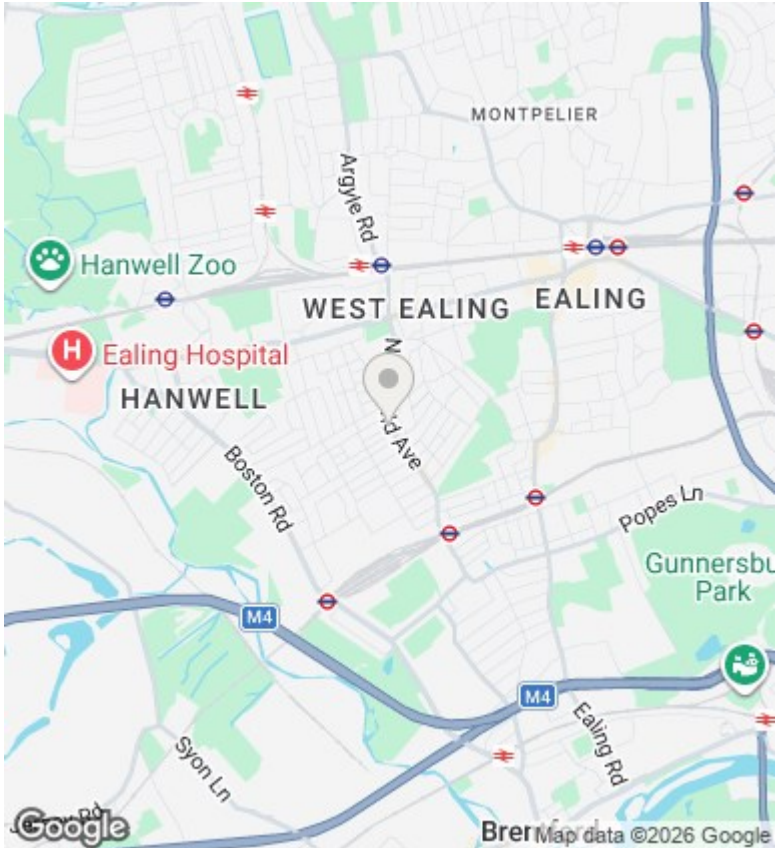 MONTPELIER
Argyle Rd
Hanwell Zoo
WEST EALING
EALING
H
Ealing Hospital
N
HANWELL
Ave
Boston Rd
Popes Ln
Gunnersbu
Park
M4
M4
Ealing Rd
Syon Ln
Rd
Google
Map data ©2026 Google